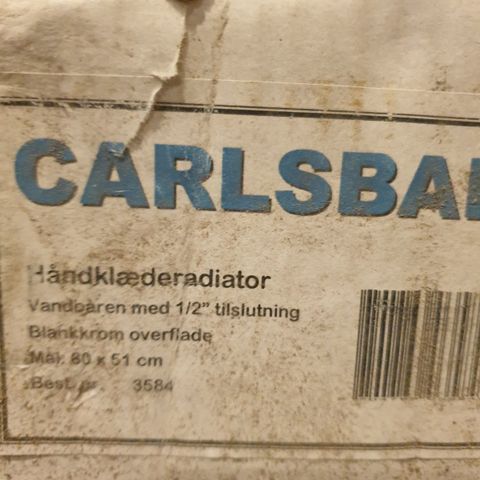 CARLSBA
Håndklæderadiator
Vandbåren med 1/2" tilslutning
Blankkrom overflade
Mål: 80 x 51 cm
Best. nr. 3584